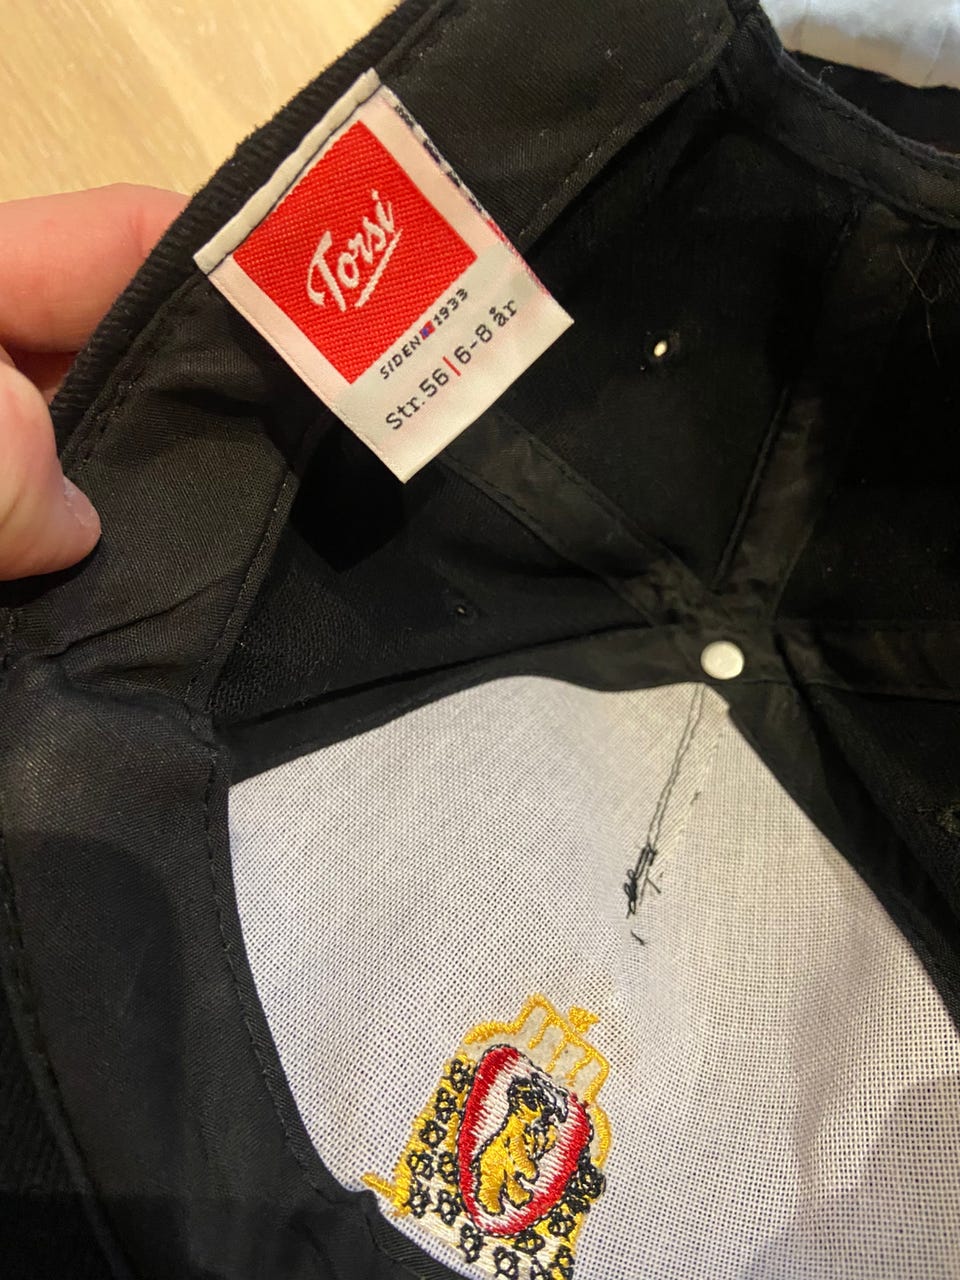 Torsi
SIDEN 1933
Str. 56 | 6-8 år